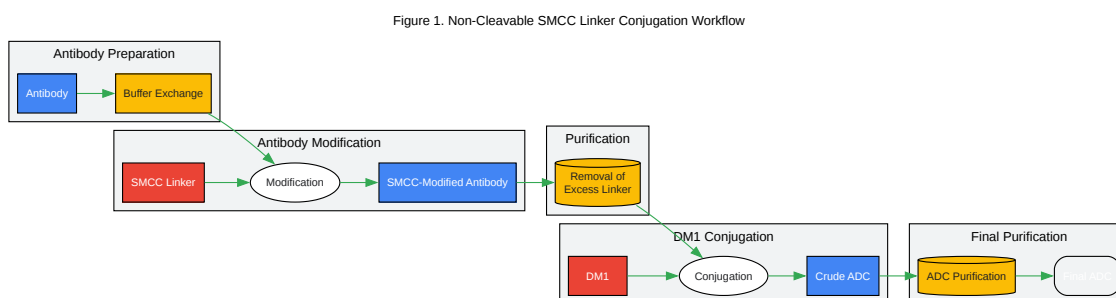 Figure 1. Non-Cleavable SMCC Linker Conjugation Workflow
Antibody Preparation
Antibody
Buffer Exchange
Antibody Modification
SMCC Linker
Modification
SMCC-Modified Antibody
Purification
Removal of
Excess Linker
DM1 Conjugation
DM1
Conjugation
Crude ADC
Final Purification
ADC Purification
Final ADC